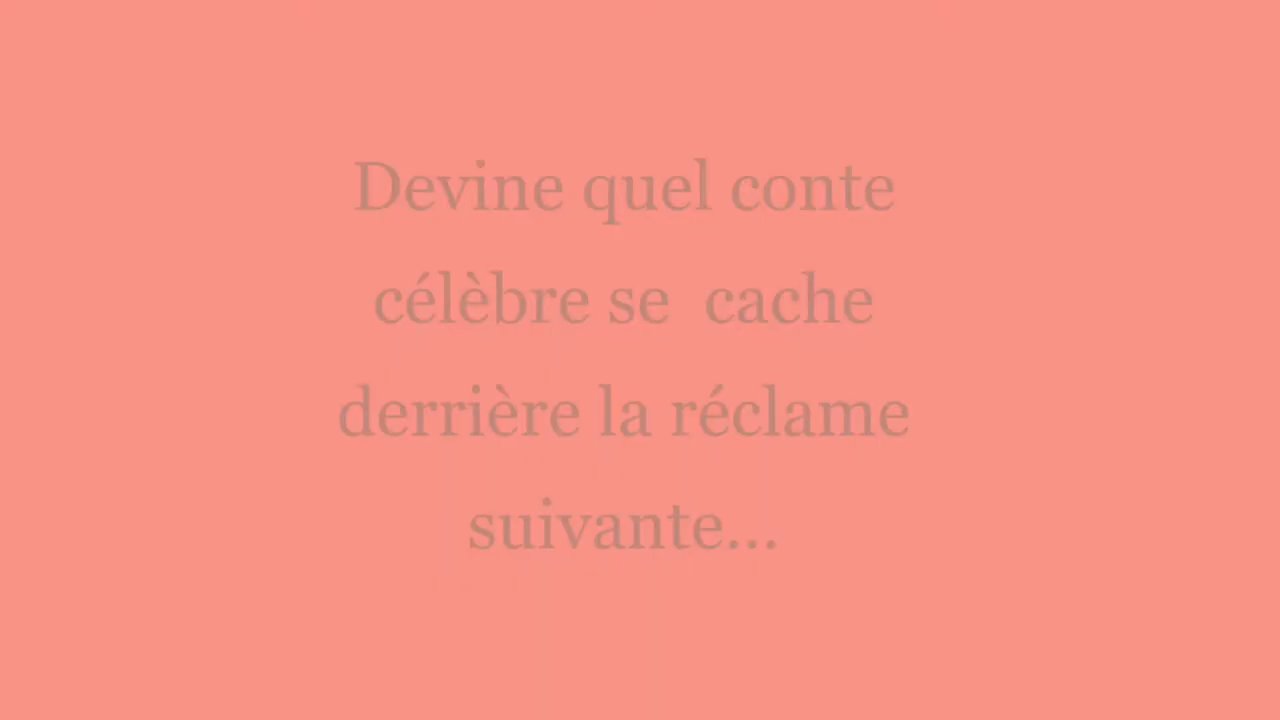 Devine quel conte
célèbre se  cache
derrière la réclame
suivante...